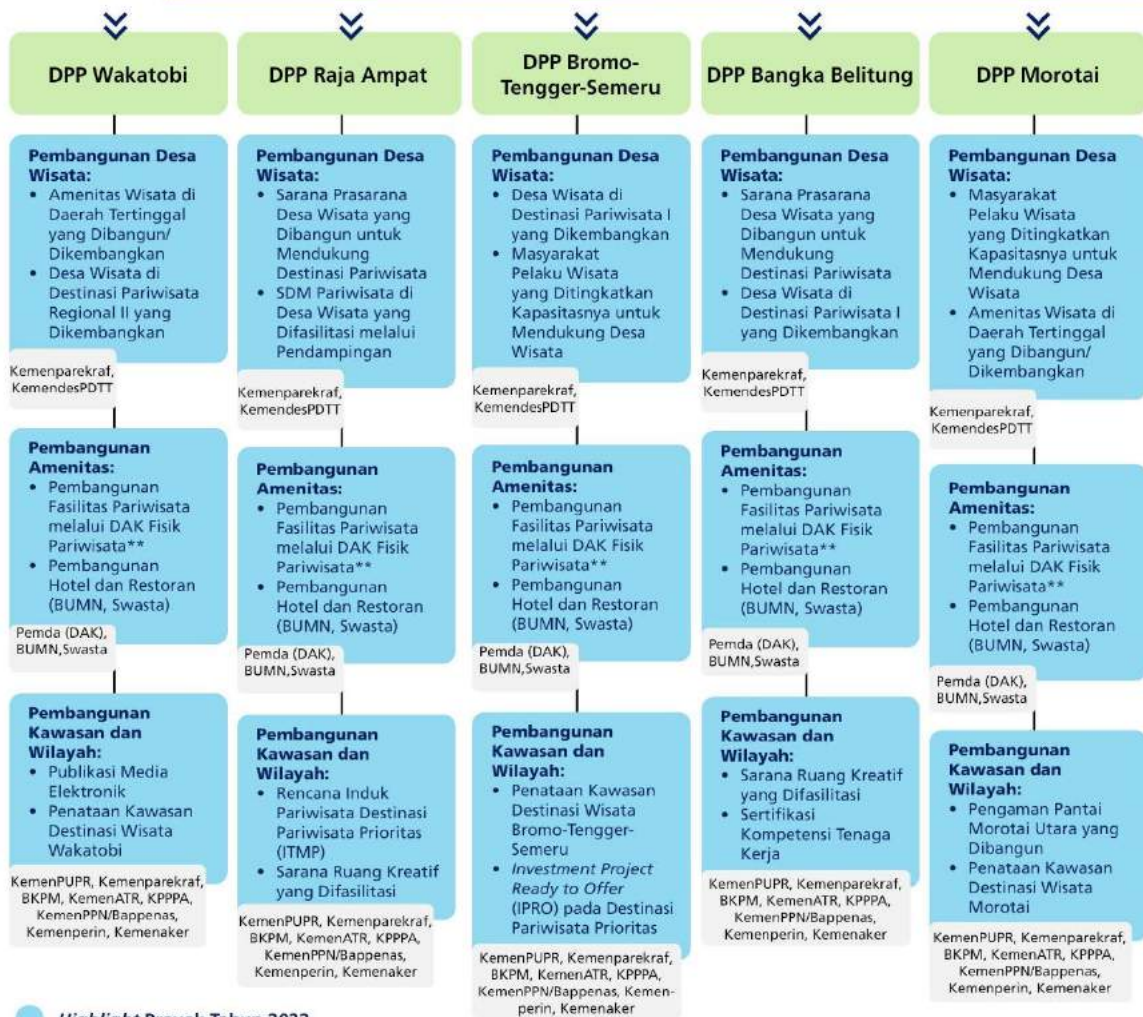 DPP Wakatobi
Pembangunan Desa
Wisata:
• Amenitas Wisata di
Daerah Tertinggal
yang Dibangun/
Dikembangkan
• Desa Wisata di
Destinasi Pariwisata
Regional II yang
Dikembangkan
Kemenparekraf,
KemendesPDTT
Pembangunan
Amenitas:
• Pembangunan
Fasilitas Pariwisata
melalui DAK Fisik
Pariwisata**
• Pembangunan
Hotel dan Restoran
(BUMN, Swasta)
Pemda (DAK),
BUMN,Swasta
Pembangunan
Kawasan dan
Wilayah:
• Publikasi Media
Elektronik
• Penataan Kawasan
Destinasi Wisata
Wakatobi
KemenPUPR, Kemenparekraf,
BKPM, KemenATR, KPPPA,
KemenPPN/Bappenas,
Kemenperin, Kemenaker
DPP Raja Ampat
Pembangunan Desa
Wisata:
• Sarana Prasarana
Desa Wisata yang
Dibangun untuk
Mendukung
Destinasi Pariwisata
• SDM Pariwisata di
Desa Wisata yang
Difasilitasi melalui
Pendampingan
Kemenparekraf,
KemendesPDTT
Pembangunan
Amenitas:
• Pembangunan
Fasilitas Pariwisata
melalui DAK Fisik
Pariwisata**
• Pembangunan
Hotel dan Restoran
(BUMN, Swasta)
Pemda (DAK),
BUMN,Swasta
Pembangunan
Kawasan dan
Wilayah:
• Rencana Induk
Pariwisata Destinasi
Pariwisata Prioritas
(ITMP)
• Sarana Ruang Kreatif
yang Difasilitasi
KemenPUPR, Kemenparekraf,
BKPM, KemenATR, KPPPA,
KemenPPN/Bappenas,
Kemenperin, Kemenaker
DPP Bromo-
Tengger-Semeru
Pembangunan Desa
Wisata:
• Desa Wisata di
Destinasi Pariwisata I
yang Dikembangkan
• Masyarakat
Pelaku Wisata
yang Ditingkatkan
Kapasitasnya untuk
Mendukung Desa
Wisata
Kemenparekraf,
KemendesPDTT
Pembangunan
Amenitas:
• Pembangunan
Fasilitas Pariwisata
melalui DAK Fisik
Pariwisata**
• Pembangunan
Hotel dan Restoran
(BUMN, Swasta)
Pemda (DAK),
BUMN,Swasta
Pembangunan
Kawasan dan
Wilayah:
• Penataan Kawasan
Destinasi Wisata
Bromo-Tengger-
Semeru
• Investment Project
Ready to Offer
(IPRO) pada Destinasi
Pariwisata Prioritas
KemenPUPR, Kemenparekraf,
BKPM, KemenATR, KPPPA,
KemenPPN/Bappenas, Kemen-
perin, Kemenaker
DPP Bangka Belitung
Pembangunan Desa
Wisata:
• Sarana Prasarana
Desa Wisata yang
Dibangun untuk
Mendukung
Destinasi Pariwisata
• Desa Wisata di
Destinasi Pariwisata I
yang Dikembangkan
Kemenparekraf,
KemendesPDTT
Pembangunan
Amenitas:
• Pembangunan
Fasilitas Pariwisata
melalui DAK Fisik
Pariwisata**
• Pembangunan
Hotel dan Restoran
(BUMN, Swasta)
Pemda (DAK),
BUMN,Swasta
Pembangunan
Kawasan dan
Wilayah:
• Sarana Ruang Kreatif
yang Difasilitasi
• Sertifikasi
Kompetensi Tenaga
Kerja
KemenPUPR, Kemenparekraf,
BKPM, KemenATR, KPPPA,
KemenPPN/Bappenas,
Kemenperin, Kemenaker
DPP Morotai
Pembangunan Desa
Wisata:
• Masyarakat
Pelaku Wisata
yang Ditingkatkan
Kapasitasnya untuk
Mendukung Desa
Wisata
• Amenitas Wisata di
Daerah Tertinggal
yang Dibangun/
Dikembangkan
Kemenparekraf,
KemendesPDTT
Pembangunan
Amenitas:
• Pembangunan
Fasilitas Pariwisata
melalui DAK Fisik
Pariwisata**
• Pembangunan
Hotel dan Restoran
(BUMN, Swasta)
Pemda (DAK),
BUMN,Swasta
Pembangunan
Kawasan dan
Wilayah:
• Pengaman Pantai
Morotai Utara yang
Dibangun
• Penataan Kawasan
Destinasi Wisata
Morotai
KemenPUPR, Kemenparekraf,
BKPM, KemenATR, KPPPA,
KemenPPN/Bappenas,
Kemenperin, Kemenaker
Highlight Proyek Tahun 2022